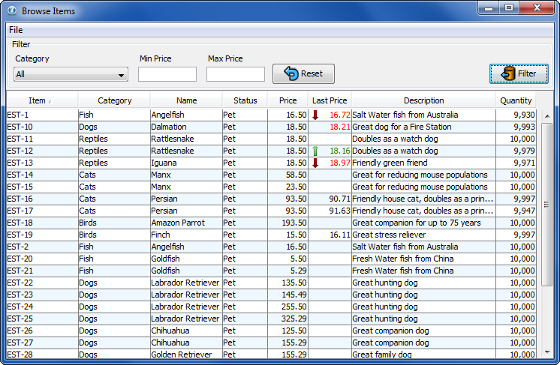 Browse Items
File
Filter
Category Min Price Max Price
All Reset Filter
Item Category Name Status Price Last Price Description Quantity
EST-1 Fish Angelfish Pet 16.50 16.72 Salt Water fish from Australia 9,930
EST-10 Dogs Dalmation Pet 18.50 18.21 Great dog for a Fire Station 9,993
EST-11 Reptiles Rattlesnake Pet 18.50 Doubles as a watch dog 10,000
EST-12 Reptiles Rattlesnake Pet 18.50 18.16 Doubles as a watch dog 9,979
EST-13 Reptiles Iguana Pet 18.50 18.97 Friendly green friend 9,971
EST-14 Cats Manx Pet 58.50 Great for reducing mouse populations 10,000
EST-15 Cats Manx Pet 23.50 Great for reducing mouse populations 10,000
EST-16 Cats Persian Pet 93.50 90.71 Friendly house cat, doubles as a prin... 9,997
EST-17 Cats Persian Pet 93.50 91.63 Friendly house cat, doubles as a prin... 9,947
EST-18 Birds Amazon Parrot Pet 193.50 Great companion for up to 75 years 10,000
EST-19 Birds Finch Pet 15.50 16.11 Great stress reliever 9,997
EST-2 Fish Angelfish Pet 16.50 Salt Water fish from Australia 10,000
EST-20 Fish Goldfish Pet 5.50 Fresh Water fish from China 10,000
EST-21 Fish Goldfish Pet 5.29 Fresh Water fish from China 10,000
EST-22 Dogs Labrador Retriever Pet 135.50 Great hunting dog 10,000
EST-23 Dogs Labrador Retriever Pet 145.49 Great hunting dog 10,000
EST-24 Dogs Labrador Retriever Pet 255.50 Great hunting dog 10,000
EST-25 Dogs Labrador Retriever Pet 325.29 Great hunting dog 10,000
EST-26 Dogs Chihuahua Pet 125.50 Great companion dog 10,000
EST-27 Dogs Chihuahua Pet 155.29 Great companion dog 10,000
EST-28 Dogs Golden Retriever Pet 155.29 Great family dog 10,000